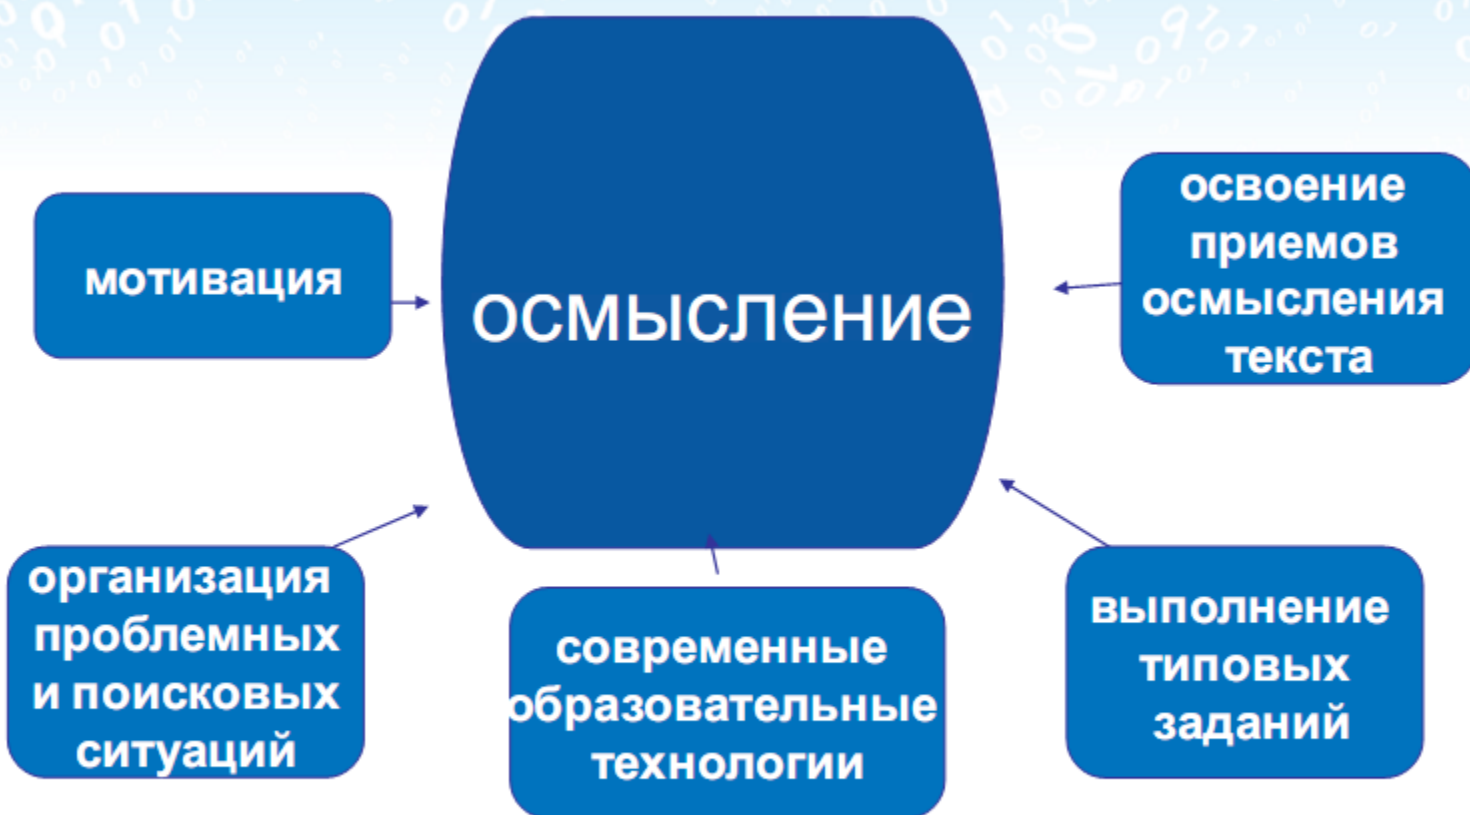 мотивация
осмысление
освоение
приемов
осмысления
текста
организация
проблемных
и поисковых
ситуаций
современные
образовательные
технологии
выполнение
типовых
заданий